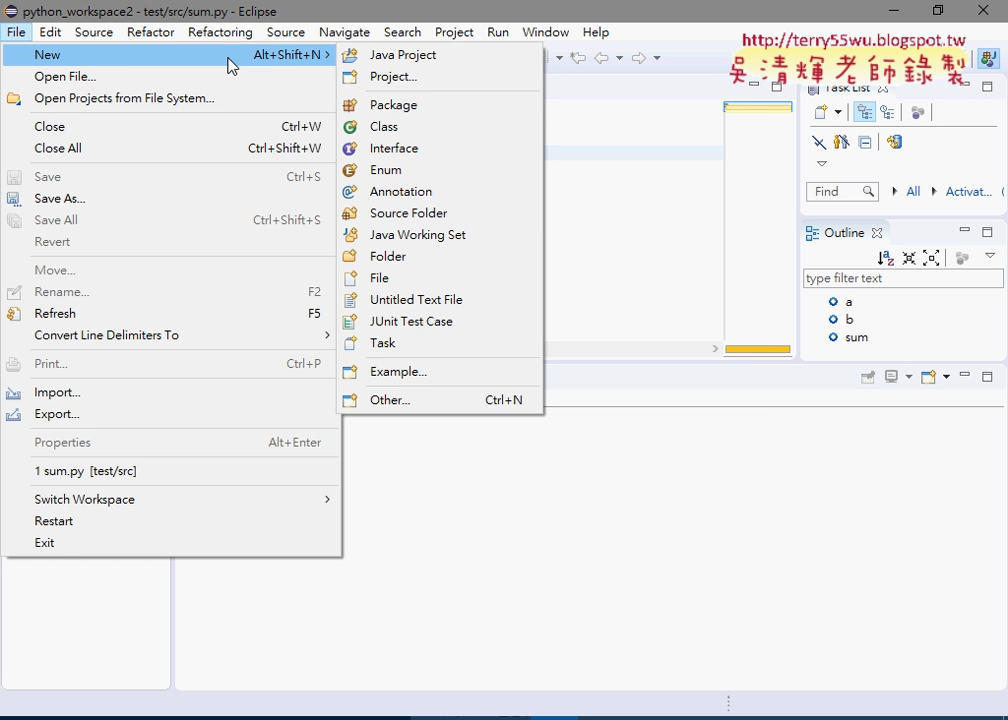 python_workspace2 - test/src/sum.py - Eclipse
File Edit Source Refactor Refactoring Source Navigate Search Project Run Window Help
http://terry55wu.blogspot.tw
吳清輝老師錄製
New Alt+Shift+N
Open File...
Open Projects from File System...
Close Ctrl+W
Close All Ctrl+Shift+W
Save Ctrl+S
Save As...
Save All Ctrl+Shift+S
Revert
Move...
Rename... F2
Refresh F5
Convert Line Delimiters To
Print... Ctrl+P
Import...
Export...
Properties Alt+Enter
1 sum.py [test/src]
Switch Workspace
Restart
Exit
Java Project
Project...
Package
Class
Interface
Enum
Annotation
Source Folder
Java Working Set
Folder
File
Untitled Text File
JUnit Test Case
Task
Example...
Other... Ctrl+N
Task List
Find All Activat...
Outline
type filter text
a
b
sum